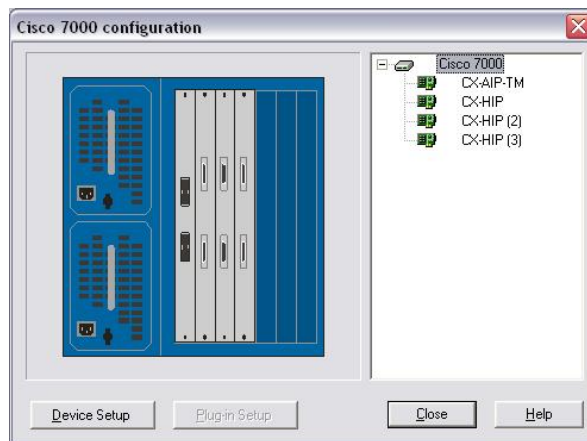 Cisco 7000 configuration
Cisco 7000
CX-AIP-TM
CX-HIP
CX-HIP (2)
CX-HIP (3)
Device Setup
Plug-in Setup
Close
Help